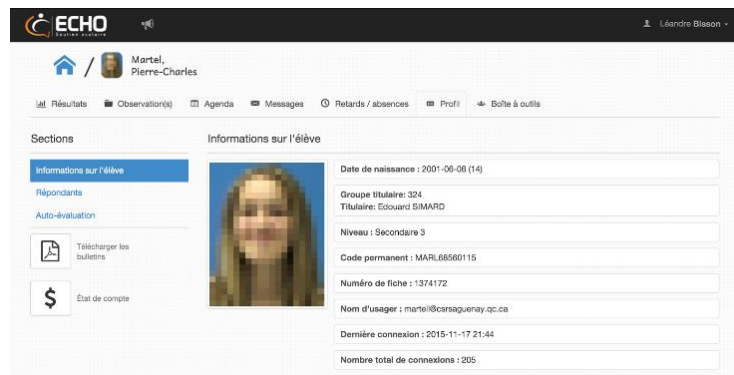 ECHO
Soutien scolaire
Léandre Bisson
/ Martel,
Pierre-Charles
Résultats Observation(s) Agenda Messages Retards / absences Profil Boîte à outils
Sections
Informations sur l'élève
Répondants
Auto-évaluation
Télécharger les
bulletins
$ État de compte
Informations sur l'élève
Date de naissance : 2001-06-06 (14)
Groupe titulaire: 324
Titulaire: Edouard SIMARD
Niveau : Secondaire 3
Code permanent : MARL68560115
Numéro de fiche : 1374172
Nom d'usager : martell@csrsaguenay.qc.ca
Dernière connexion : 2015-11-17 21:44
Nombre total de connexions : 205